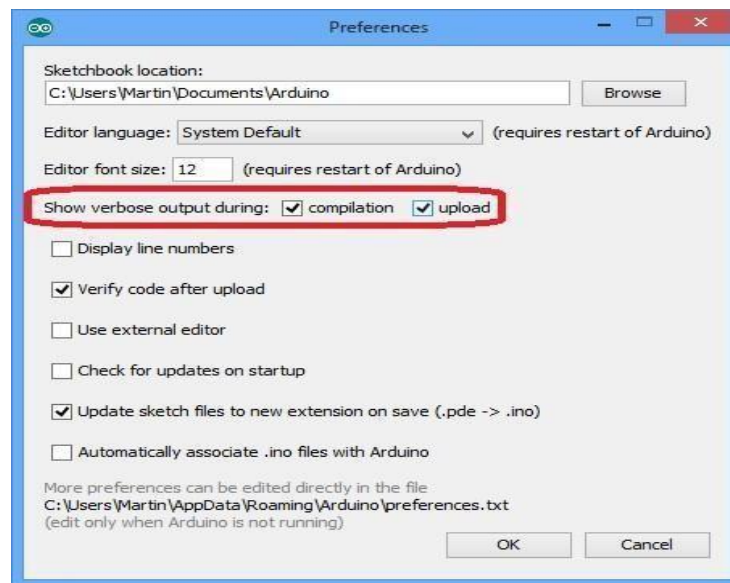 Preferences
Sketchbook location:
C:\Users\Martin\Documents\Arduino Browse
Editor language: System Default (requires restart of Arduino)
Editor font size: 12 (requires restart of Arduino)
Show verbose output during: compilation upload
Display line numbers
Verify code after upload
Use external editor
Check for updates on startup
Update sketch files to new extension on save (.pde -> .ino)
Automatically associate .ino files with Arduino
More preferences can be edited directly in the file
C:\Users\Martin\AppData\Roaming\Arduino\preferences.txt
(edit only when Arduino is not running)
OK Cancel